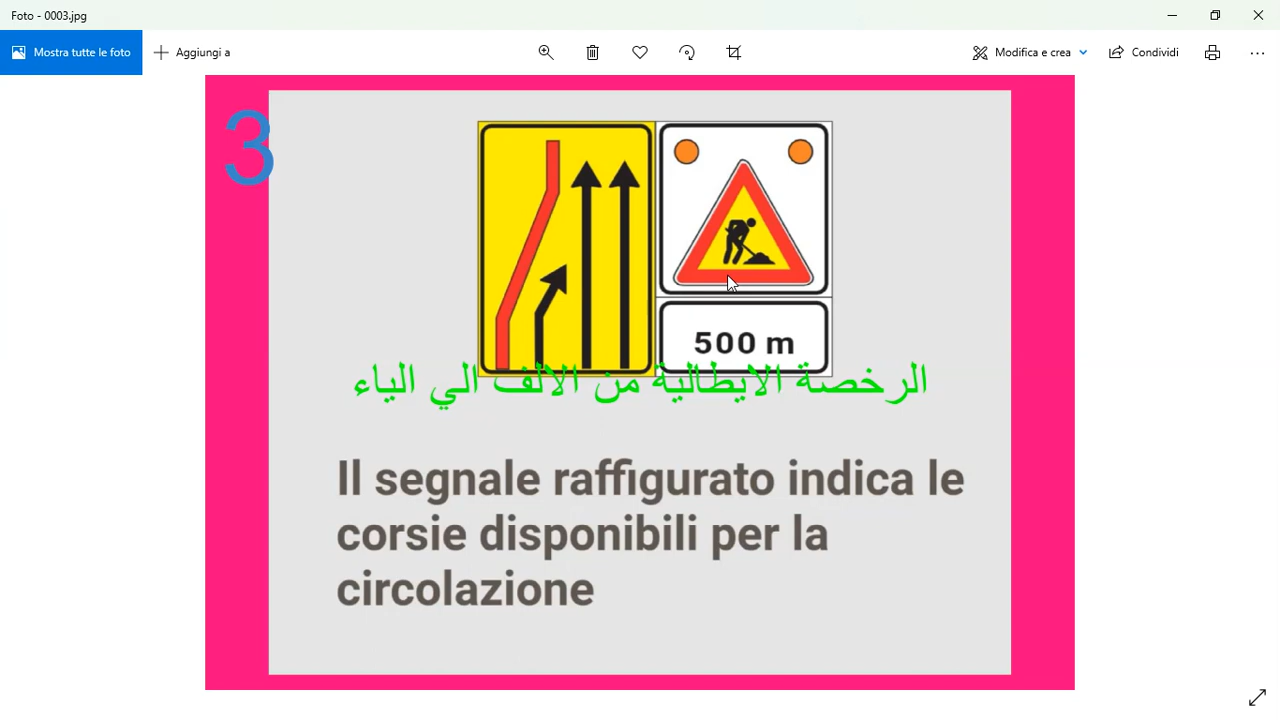 Foto - 0003.jpg
Mostra tutte le foto
Aggiungi a
Modifica e crea
Condividi
3
500 m
الرخصة الايطالية من الالف الي الياء
Il segnale raffigurato indica le
corsie disponibili per la
circolazione